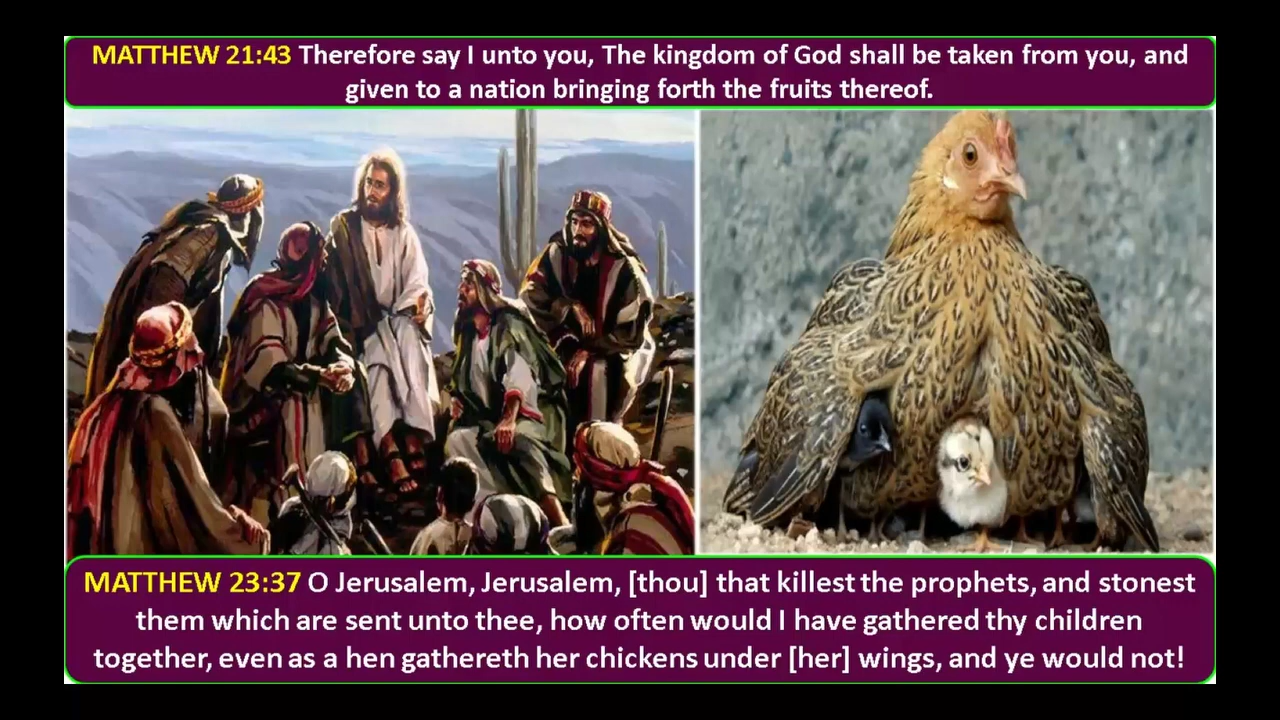 MATTHEW 21:43 Therefore say I unto you, The kingdom of God shall be taken from you, and
given to a nation bringing forth the fruits thereof.
MATTHEW 23:37 O Jerusalem, Jerusalem, [thou] that killest the prophets, and stonest
them which are sent unto thee, how often would I have gathered thy children
together, even as a hen gathereth her chickens under [her] wings, and ye would not!